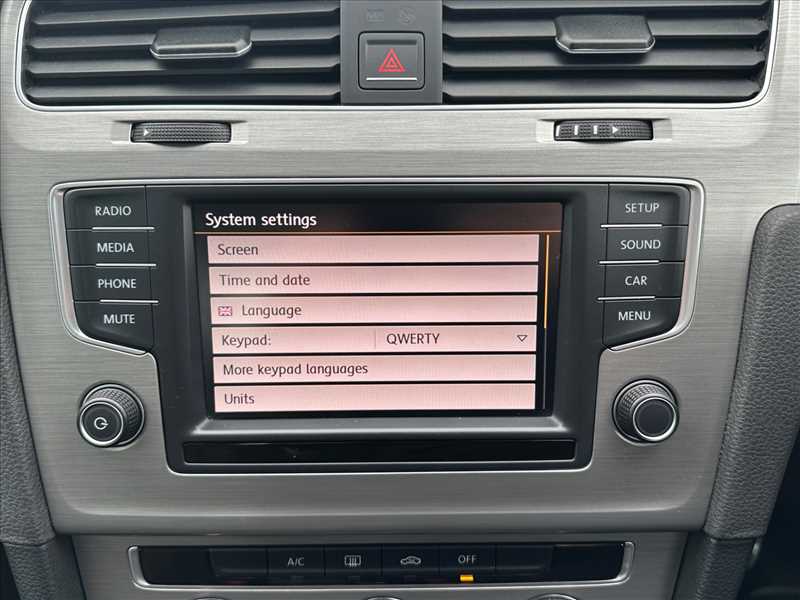 RADIO
MEDIA
PHONE
MUTE
System settings
Screen
Time and date
Language
Keypad: QWERTY
More keypad languages
Units
SETUP
SOUND
CAR
MENU
A/C
OFF